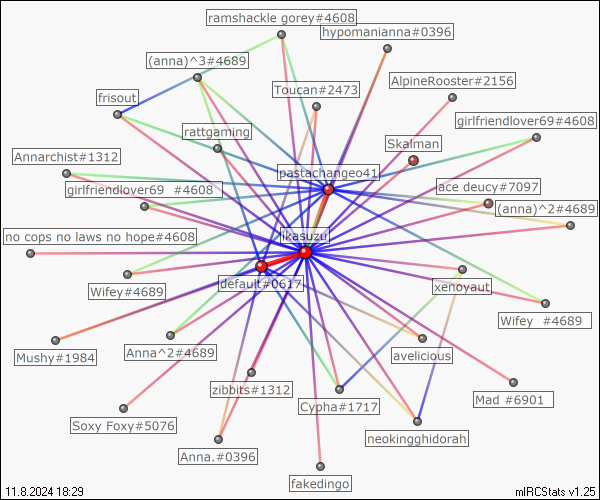 ramshackle gorey#4608
hypomanianna#0396
(anna)^3#4689
AlpineRooster#2156
Toucan#2473
frisout
girlfriendlover69#4608
rattgaming
Skalman
Annarchist#1312
pastachangeo41
girlfriendlover69 _#4608
ace deucy#7097
(anna)^2#4689
no cops no laws no hope#4608
ikasuzu
default#0617
Wifey#4689
xenoyaut
Wifey _#4689
Mushy#1984
Anna^2#4689
avelicious
zibbits#1312
Cypha#1717
Mad_#6901
Soxy Foxy#5076
neokingghidorah
Anna.#0396
fakedingo
11.8.2024 18:29
mIRCStats v1.25